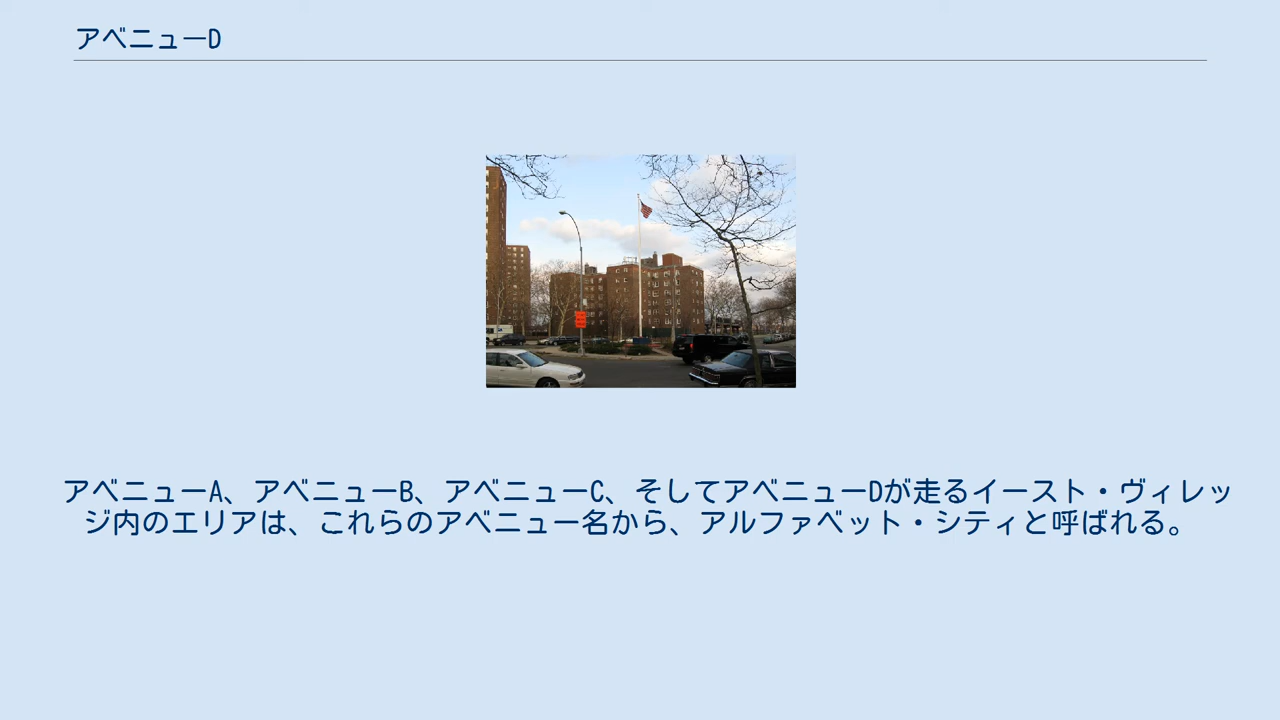 アベニューD
アベニューA、アベニューB、アベニューC、そしてアベニューDが走るイースト・ヴィレッ
ジ内のエリアは、これらのアベニュー名から、アルファベット・シティと呼ばれる。